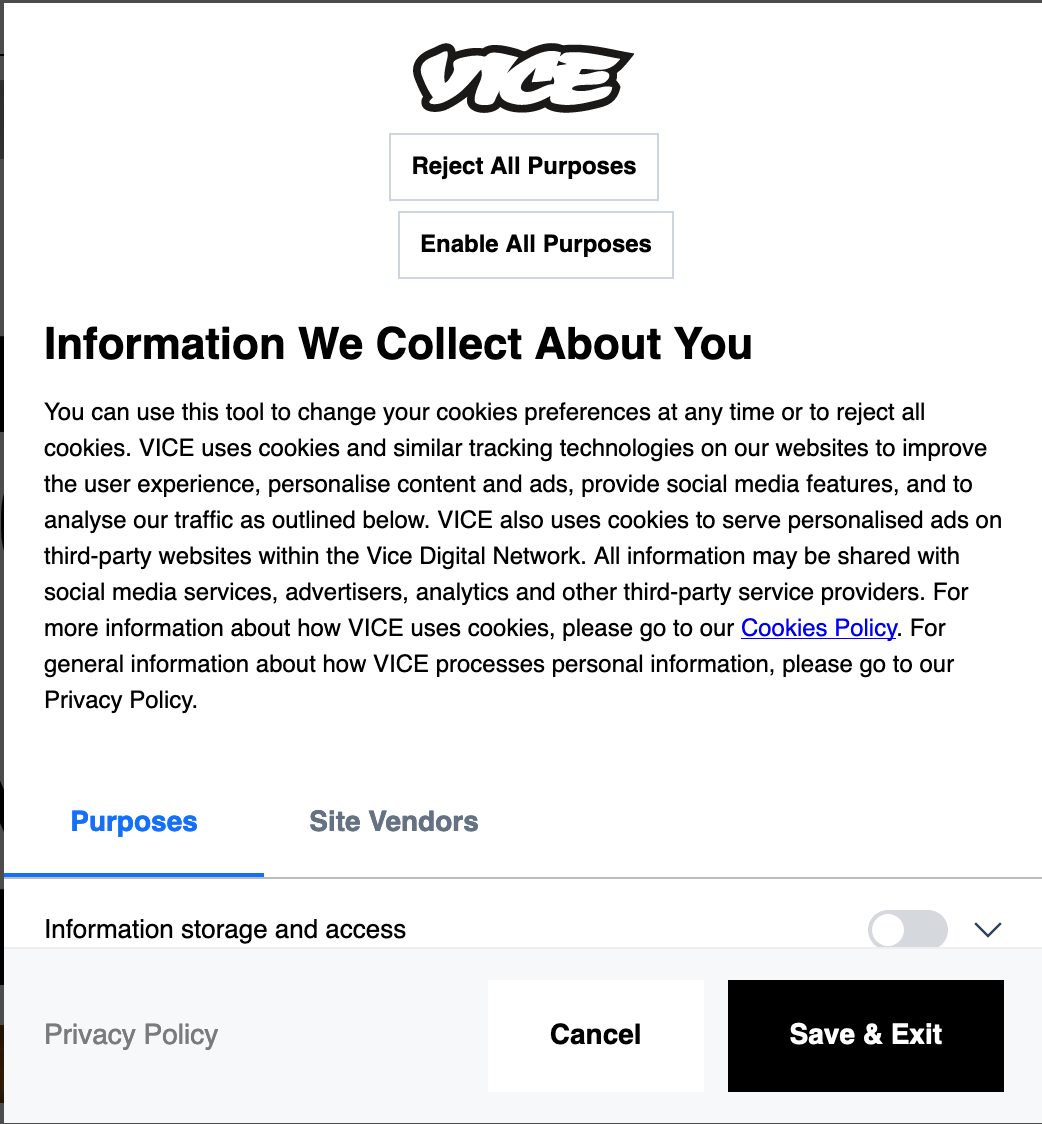 VICE
Reject All Purposes
Enable All Purposes
Information We Collect About You
You can use this tool to change your cookies preferences at any time or to reject all
cookies. VICE uses cookies and similar tracking technologies on our websites to improve
the user experience, personalise content and ads, provide social media features, and to
analyse our traffic as outlined below. VICE also uses cookies to serve personalised ads on
third-party websites within the Vice Digital Network. All information may be shared with
social media services, advertisers, analytics and other third-party service providers. For
more information about how VICE uses cookies, please go to our Cookies Policy. For
general information about how VICE processes personal information, please go to our
Privacy Policy.
Purposes Site Vendors
Information storage and access
Privacy Policy Cancel Save & Exit